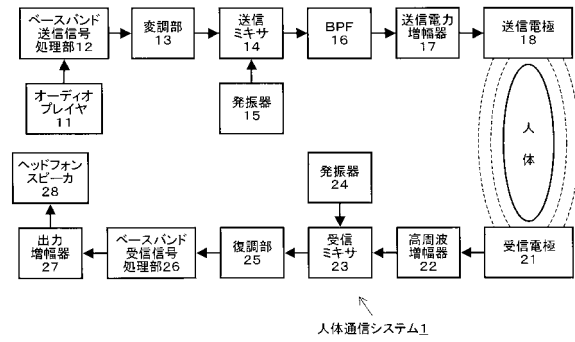 ベースバンド
送信信号
処理部12
変調部
13
送信
ミキサ
14
BPF
16
送信電力
増幅器
17
送信電極
18
オーディオ
プレイヤ
11
発振器
15
人
体
ヘッドフォン
スピーカ
28
発振器
24
出力
増幅器
27
ベースバンド
受信信号
処理部26
復調部
25
受信
ミキサ
23
高周波
増幅器
22
受信電極
21
人体通信システム1